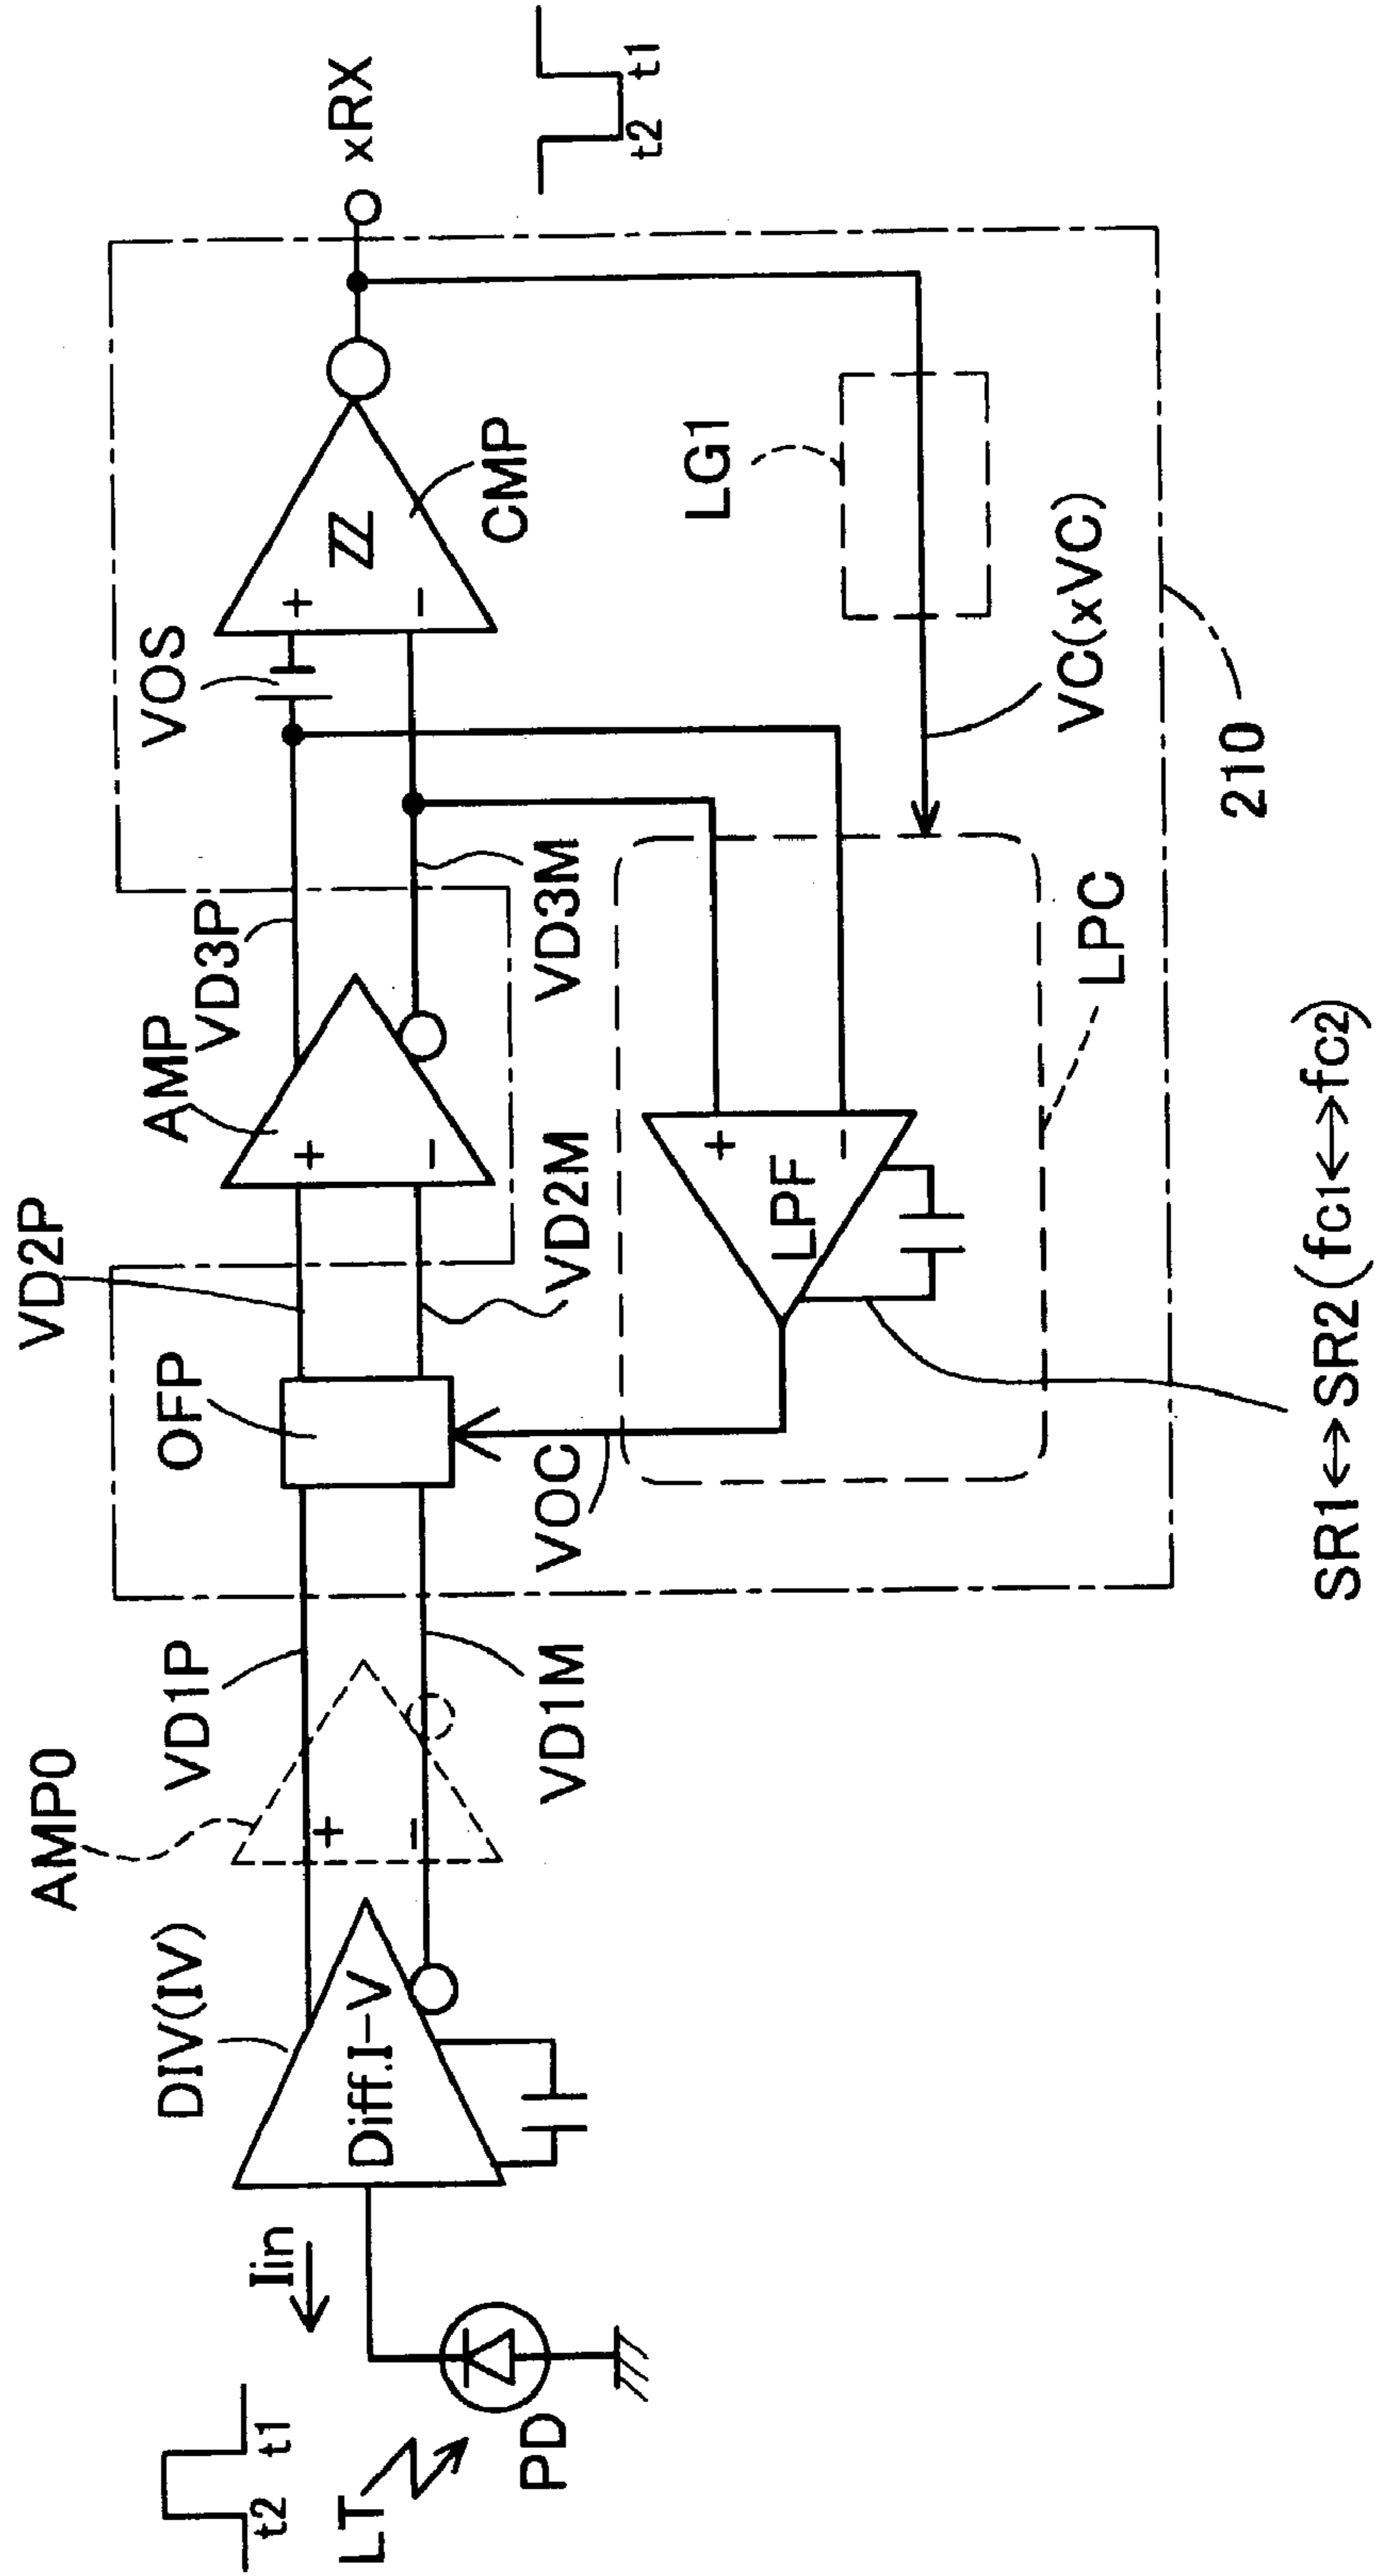 t2 t1
LT
PD
Iin
DIV(IV)
Diff.I-V
AMP0
+
-
VD1P
VD1M
OFP
VOC
VD2P
VD2M
AMP
+
-
VD3P
VD3M
VOS
+
-
ZZ
CMP
xRX
t2 t1
LG1
VC(xVC)
+
-
LPF
LPC
210
SR1↔SR2(fC1↔fC2)